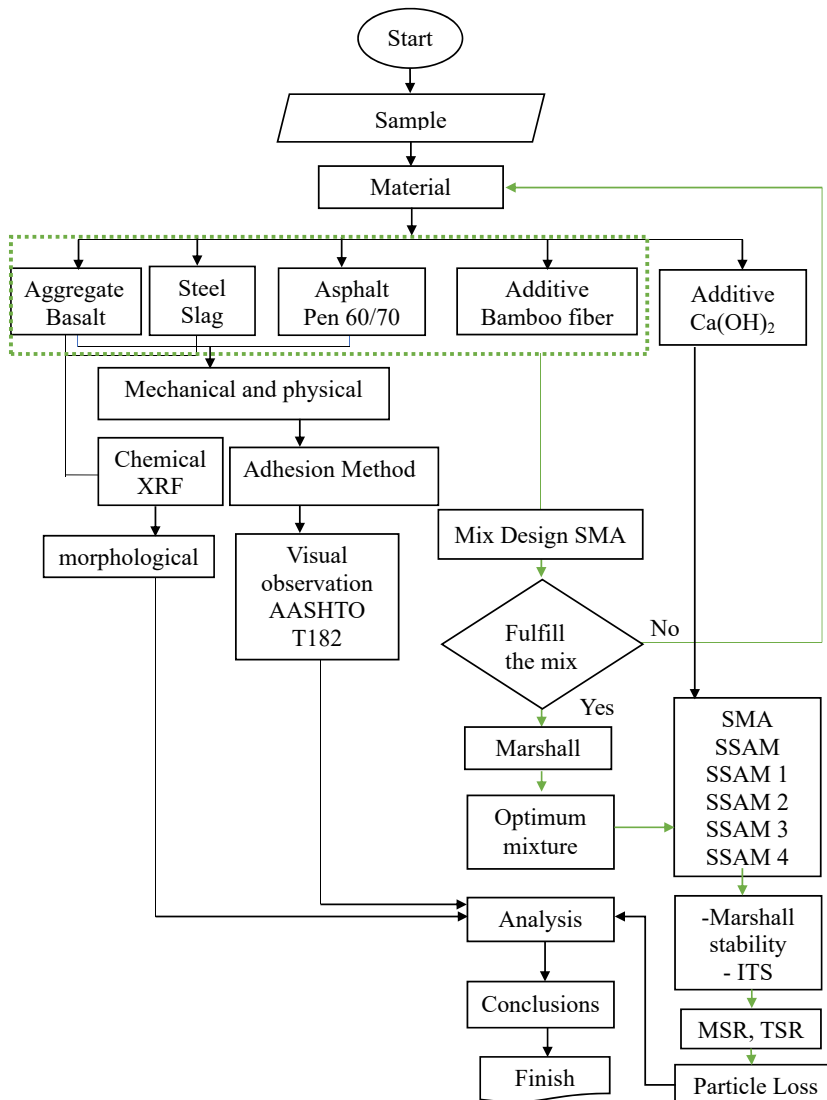 Start
Sample
Material
Aggregate
Basalt
Steel
Slag
Asphalt
Pen 60/70
Additive
Bamboo fiber
Additive
Ca(OH)₂
Mechanical and physical
Chemical
XRF
Adhesion Method
morphological
Visual
observation
AASHTO
T182
Mix Design SMA
Fulfill
the mix
No
Yes
Marshall
Optimum
mixture
SMA
SSAM
SSAM 1
SSAM 2
SSAM 3
SSAM 4
Analysis
-Marshall
stability
- ITS
Conclusions
MSR, TSR
Finish
Particle Loss